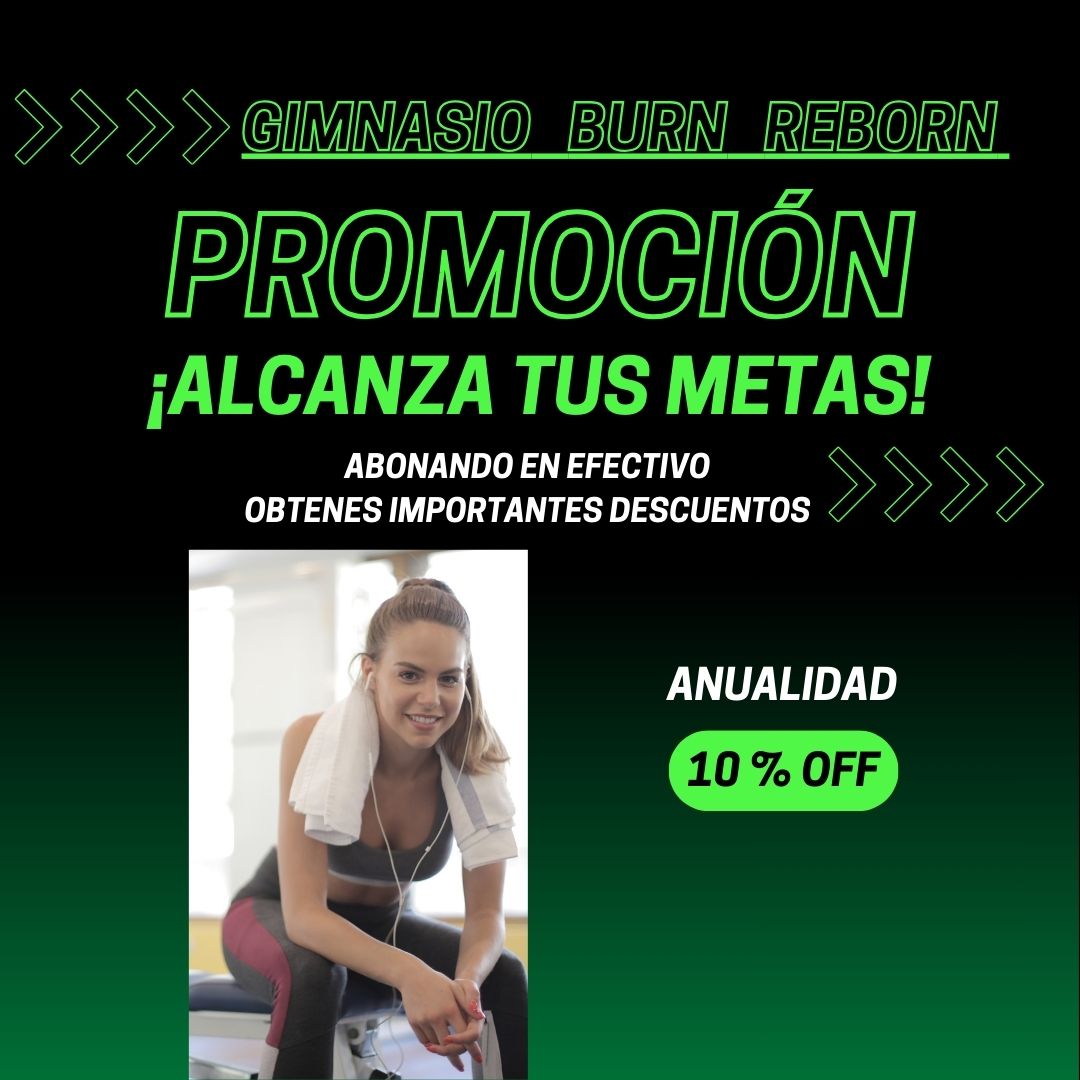 GIMNASIO BURN REBORN
PROMOCIÓN
¡ALCANZA TUS METAS!
ABONANDO EN EFECTIVO
OBTENES IMPORTANTES DESCUENTOS
ANUALIDAD
10 % OFF